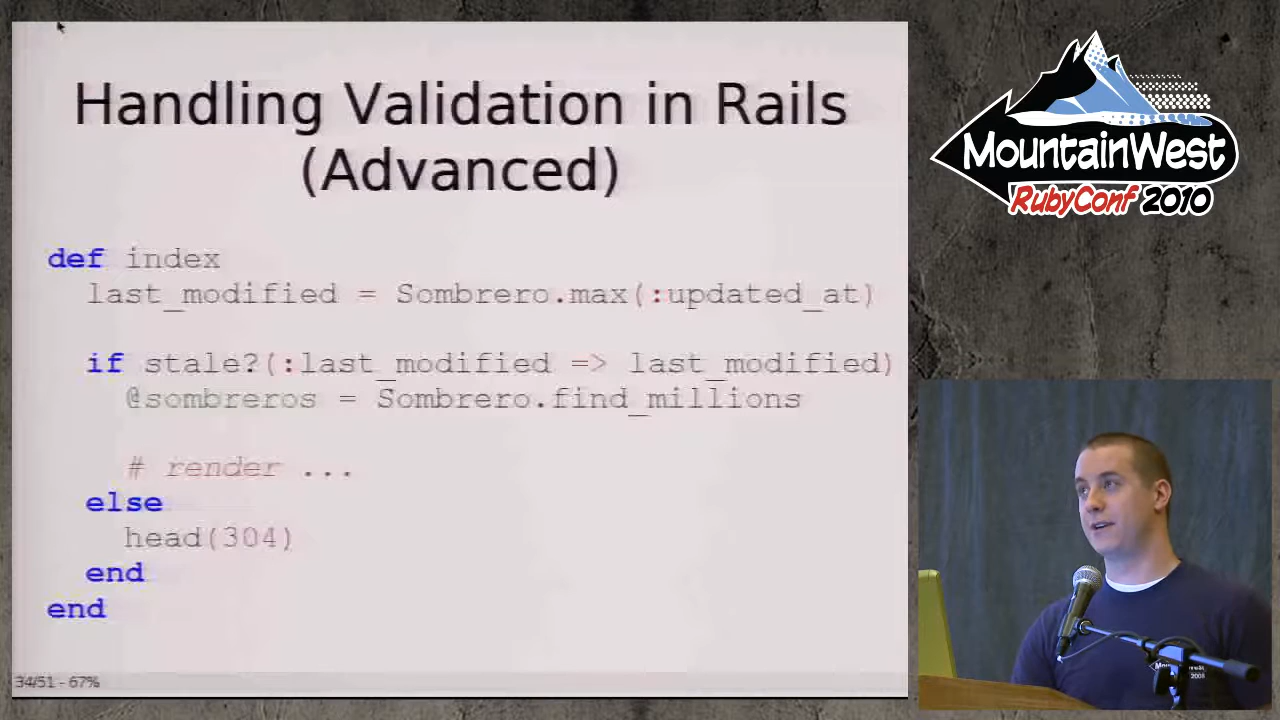 Handling Validation in Rails
(Advanced)
def index
last_modified = Sombrero.max(:updated_at)
if stale?(:last_modified => last_modified)
@sombreros = Sombrero.find_millions
# render ...
else
head(304)
end
end
34/51 - 67%
MountainWest
RubyConf 2010